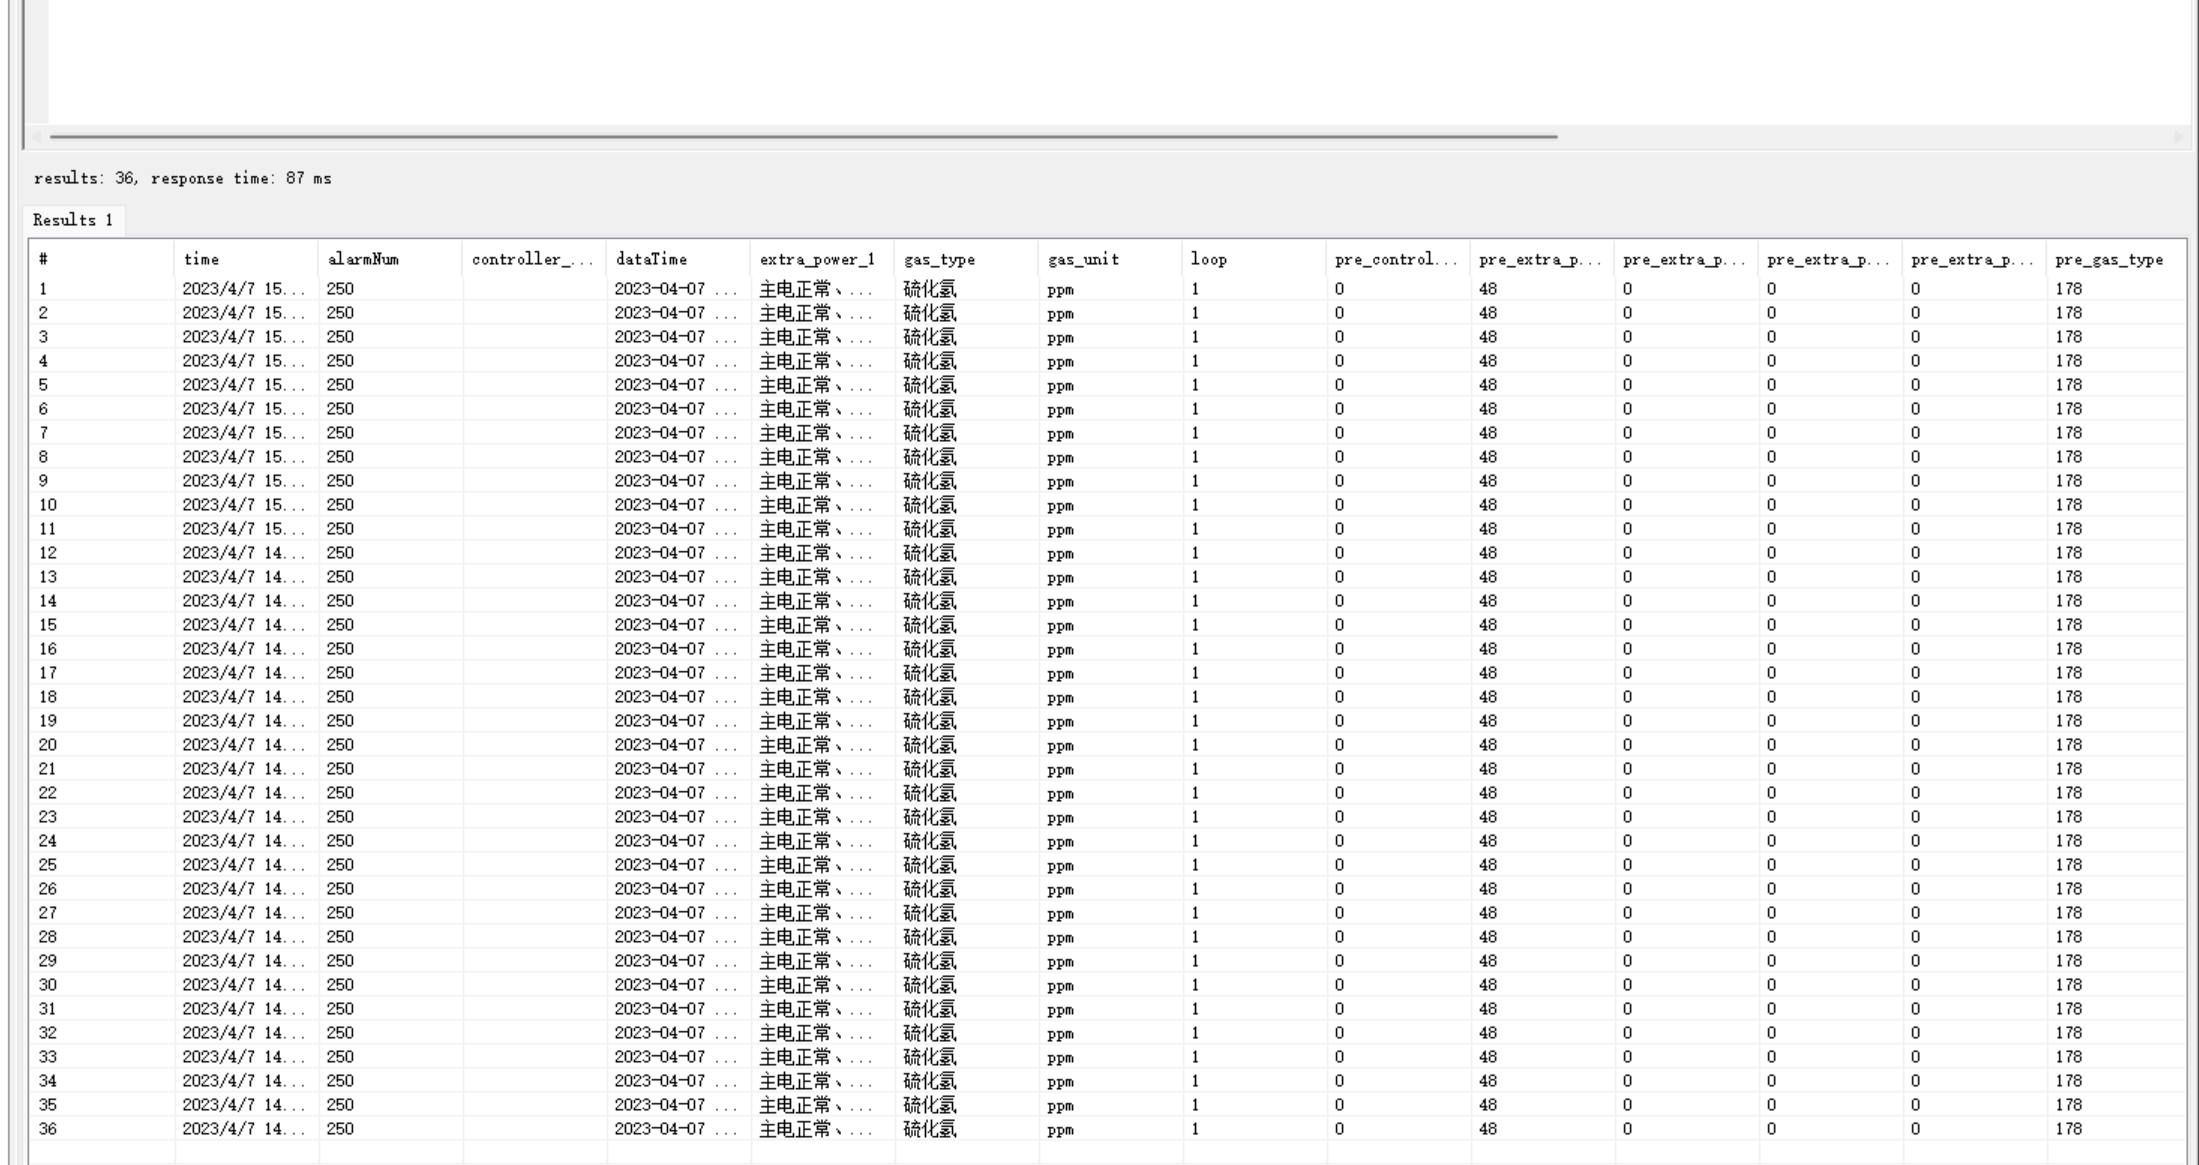 results: 36, response time: 87 ms
Results 1
# time alarmNum controller_... dataTime extra_power_1 gas_type gas_unit loop pre_control... pre_extra_p... pre_extra_p... pre_extra_p... pre_extra_p... pre_gas_type
1 2023/4/7 15... 250 2023-04-07 ... 主电正常、... 硫化氢 ppm 1 0 48 0 0 0 178
2 2023/4/7 15... 250 2023-04-07 ... 主电正常、... 硫化氢 ppm 1 0 48 0 0 0 178
3 2023/4/7 15... 250 2023-04-07 ... 主电正常、... 硫化氢 ppm 1 0 48 0 0 0 178
4 2023/4/7 15... 250 2023-04-07 ... 主电正常、... 硫化氢 ppm 1 0 48 0 0 0 178
5 2023/4/7 15... 250 2023-04-07 ... 主电正常、... 硫化氢 ppm 1 0 48 0 0 0 178
6 2023/4/7 15... 250 2023-04-07 ... 主电正常、... 硫化氢 ppm 1 0 48 0 0 0 178
7 2023/4/7 15... 250 2023-04-07 ... 主电正常、... 硫化氢 ppm 1 0 48 0 0 0 178
8 2023/4/7 15... 250 2023-04-07 ... 主电正常、... 硫化氢 ppm 1 0 48 0 0 0 178
9 2023/4/7 15... 250 2023-04-07 ... 主电正常、... 硫化氢 ppm 1 0 48 0 0 0 178
10 2023/4/7 15... 250 2023-04-07 ... 主电正常、... 硫化氢 ppm 1 0 48 0 0 0 178
11 2023/4/7 15... 250 2023-04-07 ... 主电正常、... 硫化氢 ppm 1 0 48 0 0 0 178
12 2023/4/7 14... 250 2023-04-07 ... 主电正常、... 硫化氢 ppm 1 0 48 0 0 0 178
13 2023/4/7 14... 250 2023-04-07 ... 主电正常、... 硫化氢 ppm 1 0 48 0 0 0 178
14 2023/4/7 14... 250 2023-04-07 ... 主电正常、... 硫化氢 ppm 1 0 48 0 0 0 178
15 2023/4/7 14... 250 2023-04-07 ... 主电正常、... 硫化氢 ppm 1 0 48 0 0 0 178
16 2023/4/7 14... 250 2023-04-07 ... 主电正常、... 硫化氢 ppm 1 0 48 0 0 0 178
17 2023/4/7 14... 250 2023-04-07 ... 主电正常、... 硫化氢 ppm 1 0 48 0 0 0 178
18 2023/4/7 14... 250 2023-04-07 ... 主电正常、... 硫化氢 ppm 1 0 48 0 0 0 178
19 2023/4/7 14... 250 2023-04-07 ... 主电正常、... 硫化氢 ppm 1 0 48 0 0 0 178
20 2023/4/7 14... 250 2023-04-07 ... 主电正常、... 硫化氢 ppm 1 0 48 0 0 0 178
21 2023/4/7 14... 250 2023-04-07 ... 主电正常、... 硫化氢 ppm 1 0 48 0 0 0 178
22 2023/4/7 14... 250 2023-04-07 ... 主电正常、... 硫化氢 ppm 1 0 48 0 0 0 178
23 2023/4/7 14... 250 2023-04-07 ... 主电正常、... 硫化氢 ppm 1 0 48 0 0 0 178
24 2023/4/7 14... 250 2023-04-07 ... 主电正常、... 硫化氢 ppm 1 0 48 0 0 0 178
25 2023/4/7 14... 250 2023-04-07 ... 主电正常、... 硫化氢 ppm 1 0 48 0 0 0 178
26 2023/4/7 14... 250 2023-04-07 ... 主电正常、... 硫化氢 ppm 1 0 48 0 0 0 178
27 2023/4/7 14... 250 2023-04-07 ... 主电正常、... 硫化氢 ppm 1 0 48 0 0 0 178
28 2023/4/7 14... 250 2023-04-07 ... 主电正常、... 硫化氢 ppm 1 0 48 0 0 0 178
29 2023/4/7 14... 250 2023-04-07 ... 主电正常、... 硫化氢 ppm 1 0 48 0 0 0 178
30 2023/4/7 14... 250 2023-04-07 ... 主电正常、... 硫化氢 ppm 1 0 48 0 0 0 178
31 2023/4/7 14... 250 2023-04-07 ... 主电正常、... 硫化氢 ppm 1 0 48 0 0 0 178
32 2023/4/7 14... 250 2023-04-07 ... 主电正常、... 硫化氢 ppm 1 0 48 0 0 0 178
33 2023/4/7 14... 250 2023-04-07 ... 主电正常、... 硫化氢 ppm 1 0 48 0 0 0 178
34 2023/4/7 14... 250 2023-04-07 ... 主电正常、... 硫化氢 ppm 1 0 48 0 0 0 178
35 2023/4/7 14... 250 2023-04-07 ... 主电正常、... 硫化氢 ppm 1 0 48 0 0 0 178
36 2023/4/7 14... 250 2023-04-07 ... 主电正常、... 硫化氢 ppm 1 0 48 0 0 0 178